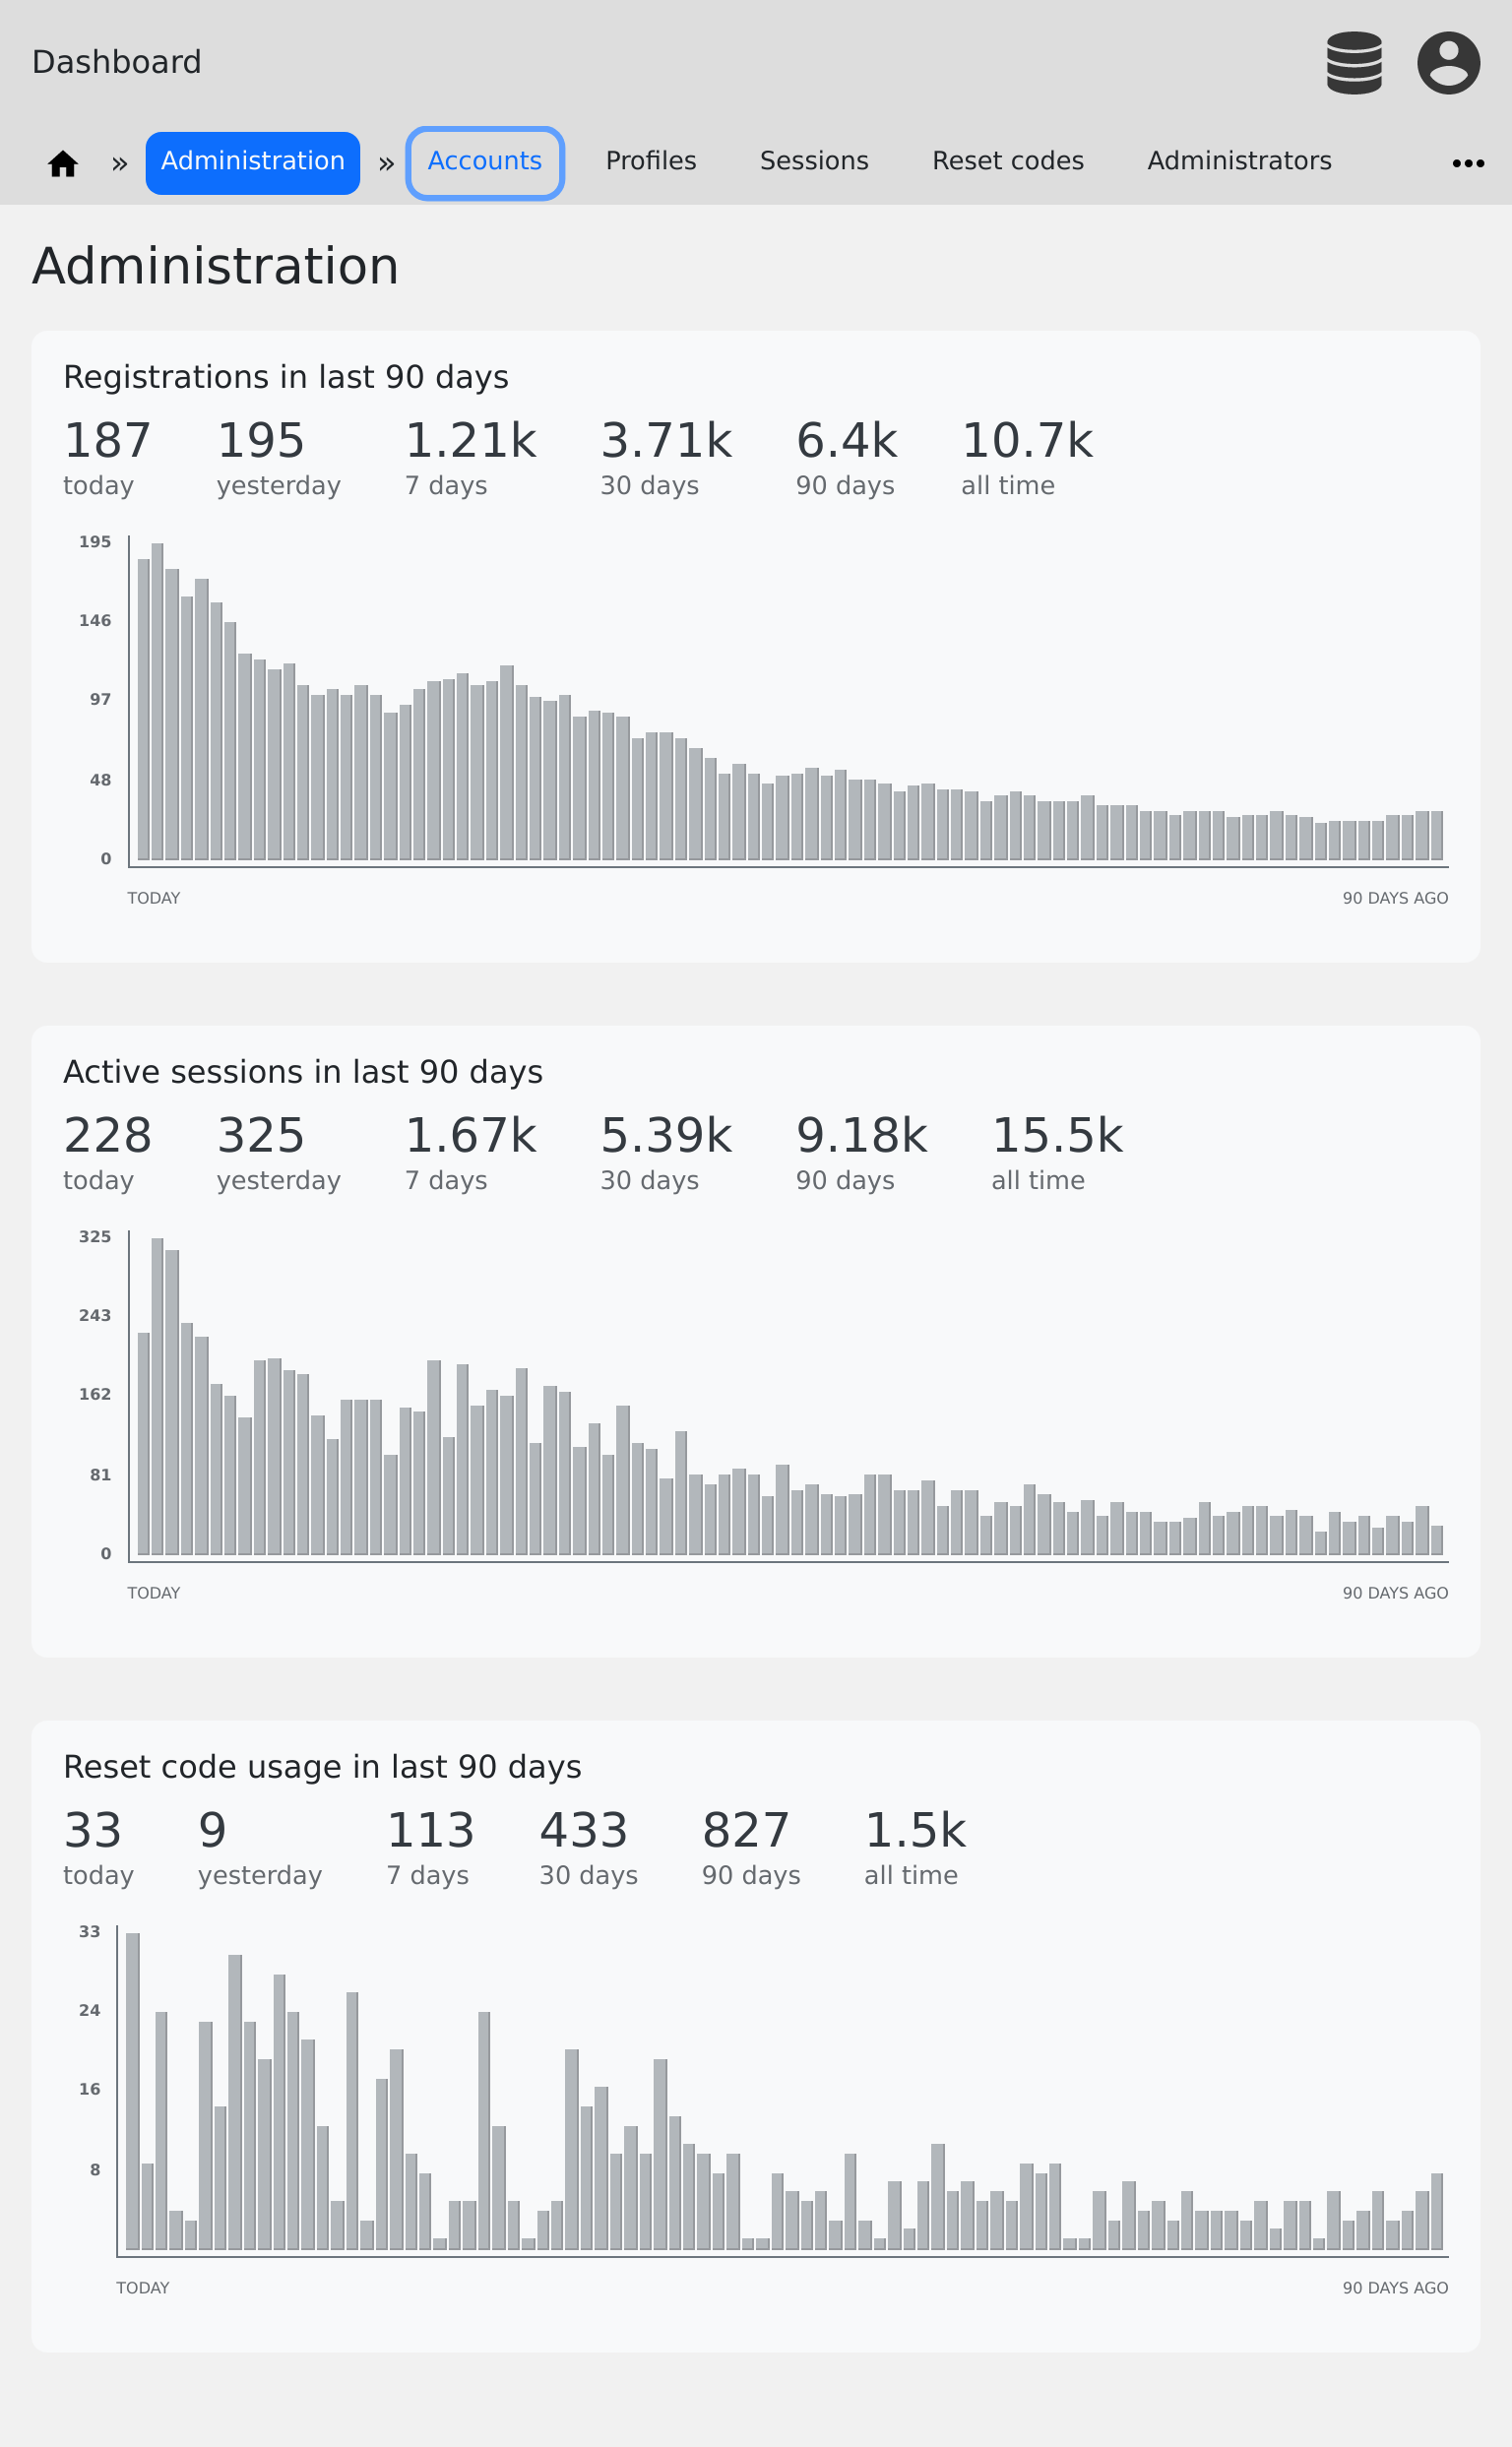 Dashboard
» Administration » Accounts Profiles Sessions Reset codes Administrators •••
Administration
Registrations in last 90 days
187 195 1.21k 3.71k 6.4k 10.7k
today yesterday 7 days 30 days 90 days all time
195
146
97
48
0
TODAY 90 DAYS AGO
Active sessions in last 90 days
228 325 1.67k 5.39k 9.18k 15.5k
today yesterday 7 days 30 days 90 days all time
325
243
162
81
0
TODAY 90 DAYS AGO
Reset code usage in last 90 days
33 9 113 433 827 1.5k
today yesterday 7 days 30 days 90 days all time
33
24
16
8
TODAY 90 DAYS AGO